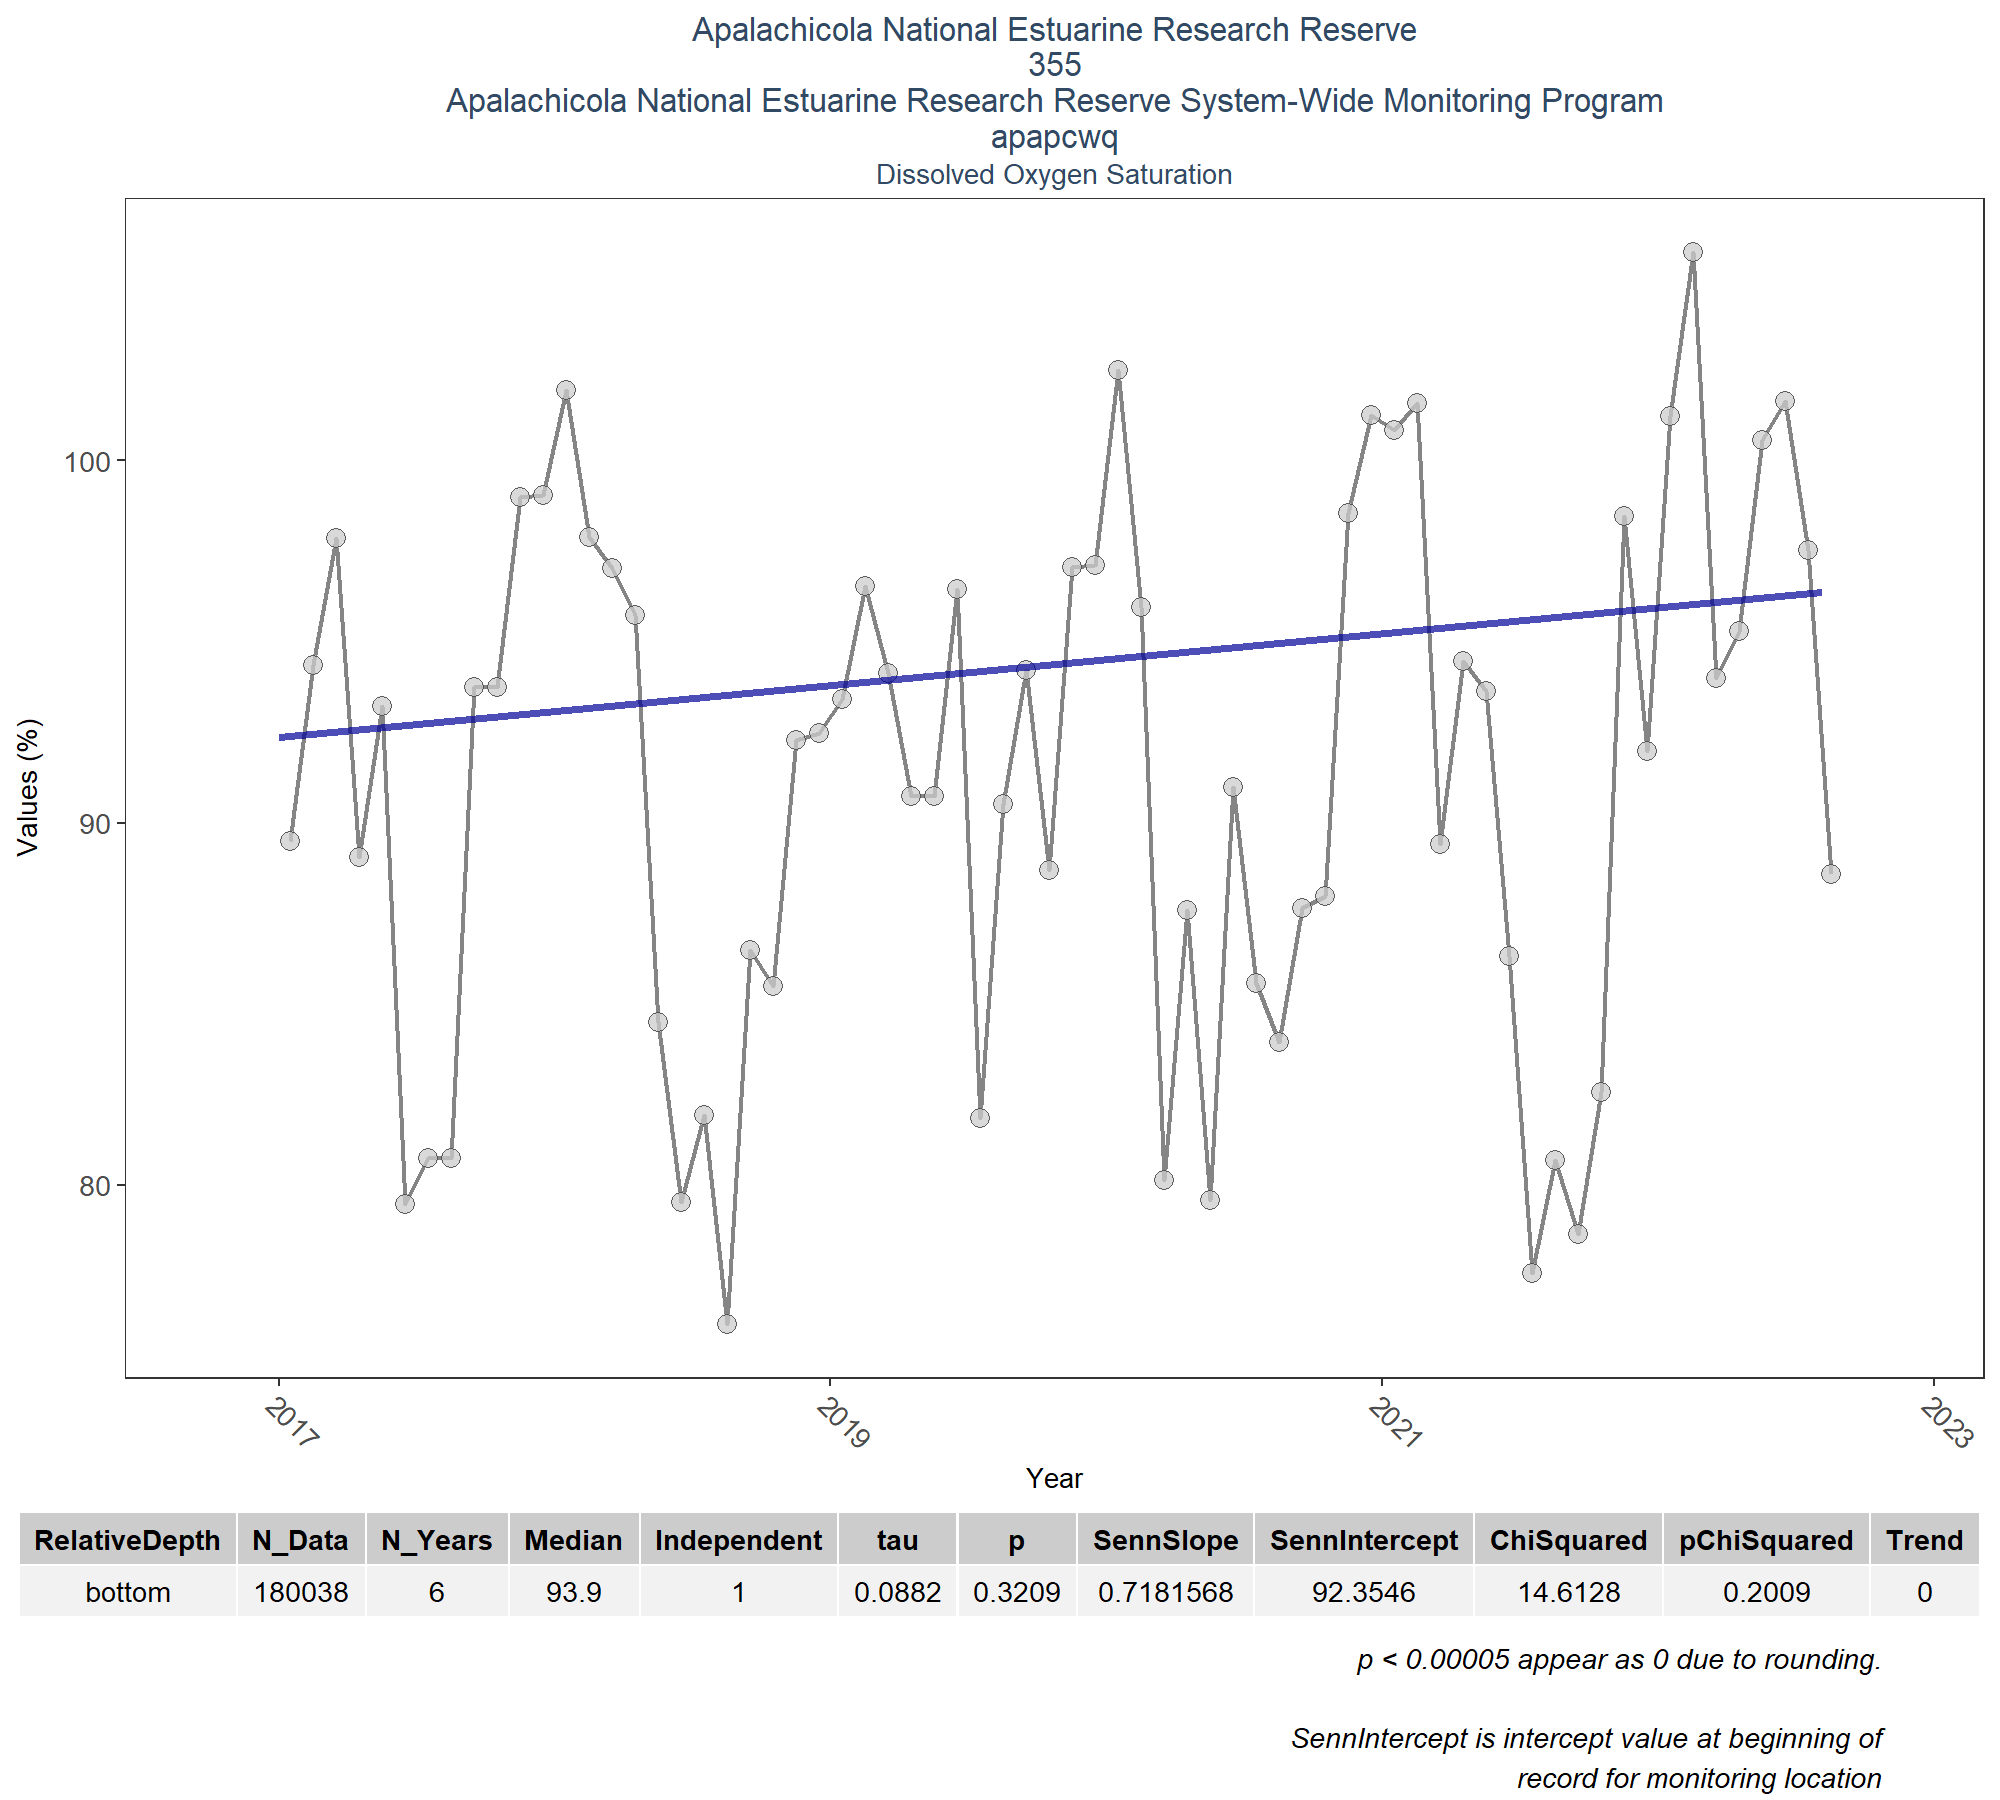 Apalachicola National Estuarine Research Reserve
355
Apalachicola National Estuarine Research Reserve System-Wide Monitoring Program
apapcwq
Dissolved Oxygen Saturation
Values (%)
100
90
80
2017 2019 2021 2023
Year
RelativeDepth N_Data N_Years Median Independent tau p SennSlope SennIntercept ChiSquared pChiSquared Trend
bottom 180038 6 93.9 1 0.0882 0.3209 0.7181568 92.3546 14.6128 0.2009 0
p < 0.00005 appear as 0 due to rounding.
SennIntercept is intercept value at beginning of
record for monitoring location